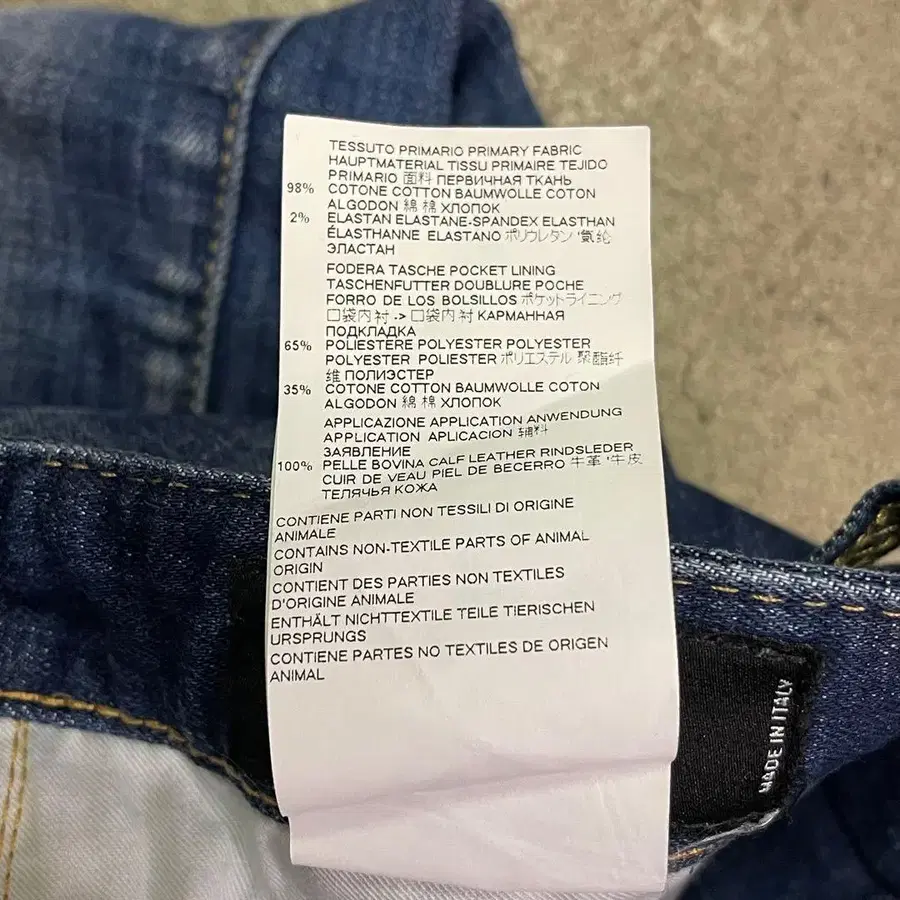 TESSUTO PRIMARIO PRIMARY FABRIC
HAUPTMATERIAL TISSU PRIMAIRE TEJIDO
PRIMARIO 面料 ПЕРВИЧНАЯ ТКАНЬ
98% COTONE COTTON BAUMWOLLE COTON
ALGODON 綿 棉 ХЛОПОК
2% ELASTAN ELASTANE-SPANDEX ELASTHAN
ÉLASTHANNE ELASTANO ポリウレタン '氨纶
ЭЛАСТАН
FODERA TASCHE POCKET LINING
TASCHENFUTTER DOUBLURE POCHE
FORRO DE LOS BOLSILLOS ポケットライニング
口袋内衬 -> 口袋内衬 КАРМАННАЯ
ПОДКЛАДКА
65% POLIESTERE POLYESTER POLYESTER
POLYESTER POLIESTER ポリエステル 聚酯纤
维 ПОЛИЭСТЕР
35% COTONE COTTON BAUMWOLLE COTON
ALGODON 綿 棉 ХЛОПОК
APPLICAZIONE APPLICATION ANWENDUNG
APPLICATION APLICACION 辅料
ЗАЯВЛЕНИЕ
100% PELLE BOVINA CALF LEATHER RINDSLEDER
CUIR DE VEAU PIEL DE BECERRO 牛革 '牛皮
ТЕЛЯЧЬЯ КОЖА
CONTIENE PARTI NON TESSILI DI ORIGINE
ANIMALE
CONTAINS NON-TEXTILE PARTS OF ANIMAL
ORIGIN
CONTIENT DES PARTIES NON TEXTILES
D'ORIGINE ANIMALE
ENTHÄLT NICHTTEXTILE TEILE TIERISCHEN
URSPRUNGS
CONTIENE PARTES NO TEXTILES DE ORIGEN
ANIMAL
MADE IN ITALY